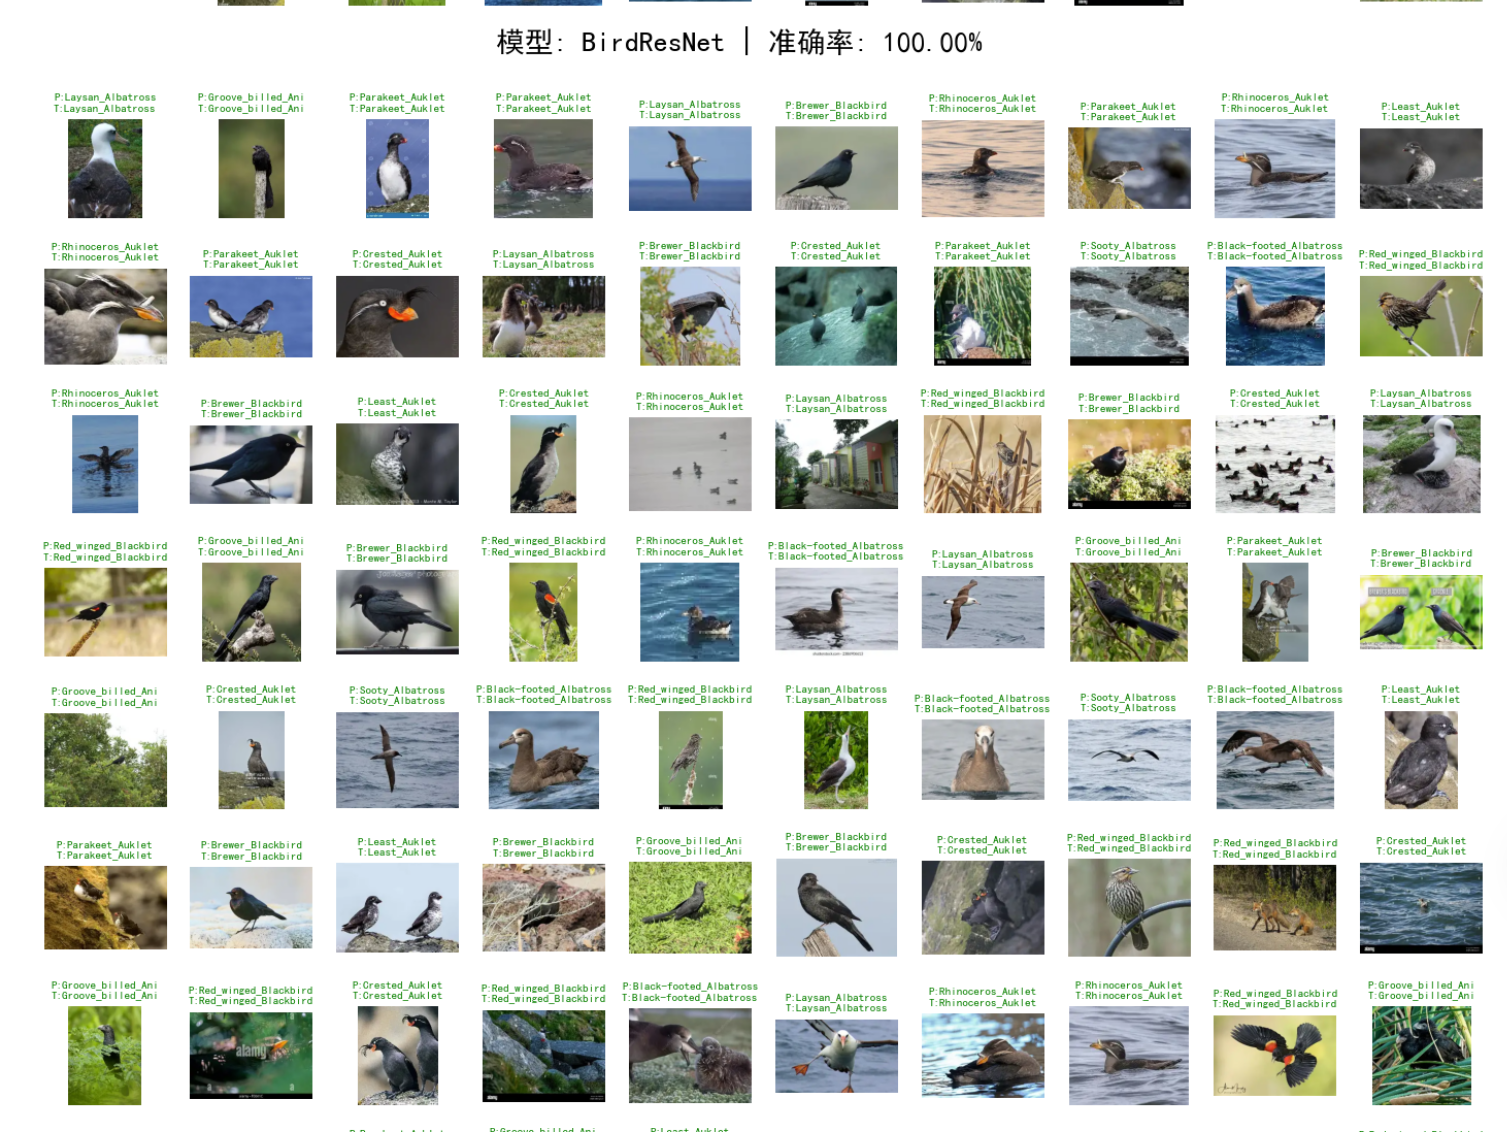 模型: BirdResNet | 准确率: 100.00%
P:Laysan_Albatross
T:Laysan_Albatross
P:Groove_billed_Ani
T:Groove_billed_Ani
P:Parakeet_Auklet
T:Parakeet_Auklet
P:Parakeet_Auklet
T:Parakeet_Auklet
P:Laysan_Albatross
T:Laysan_Albatross
P:Brewer_Blackbird
T:Brewer_Blackbird
P:Rhinoceros_Auklet
T:Rhinoceros_Auklet
P:Parakeet_Auklet
T:Parakeet_Auklet
P:Rhinoceros_Auklet
T:Rhinoceros_Auklet
P:Least_Auklet
T:Least_Auklet
P:Rhinoceros_Auklet
T:Rhinoceros_Auklet
P:Parakeet_Auklet
T:Parakeet_Auklet
P:Crested_Auklet
T:Crested_Auklet
P:Laysan_Albatross
T:Laysan_Albatross
P:Brewer_Blackbird
T:Brewer_Blackbird
P:Crested_Auklet
T:Crested_Auklet
P:Parakeet_Auklet
T:Parakeet_Auklet
P:Sooty_Albatross
T:Sooty_Albatross
P:Black-footed_Albatross
T:Black-footed_Albatross
P:Red_winged_Blackbird
T:Red_winged_Blackbird
P:Rhinoceros_Auklet
T:Rhinoceros_Auklet
P:Brewer_Blackbird
T:Brewer_Blackbird
P:Least_Auklet
T:Least_Auklet
P:Crested_Auklet
T:Crested_Auklet
P:Rhinoceros_Auklet
T:Rhinoceros_Auklet
P:Laysan_Albatross
T:Laysan_Albatross
P:Red_winged_Blackbird
T:Red_winged_Blackbird
P:Brewer_Blackbird
T:Brewer_Blackbird
P:Crested_Auklet
T:Crested_Auklet
P:Laysan_Albatross
T:Laysan_Albatross
P:Red_winged_Blackbird
T:Red_winged_Blackbird
P:Groove_billed_Ani
T:Groove_billed_Ani
P:Brewer_Blackbird
T:Brewer_Blackbird
P:Red_winged_Blackbird
T:Red_winged_Blackbird
P:Rhinoceros_Auklet
T:Rhinoceros_Auklet
P:Black-footed_Albatross
T:Black-footed_Albatross
P:Laysan_Albatross
T:Laysan_Albatross
P:Groove_billed_Ani
T:Groove_billed_Ani
P:Parakeet_Auklet
T:Parakeet_Auklet
P:Brewer_Blackbird
T:Brewer_Blackbird
P:Groove_billed_Ani
T:Groove_billed_Ani
P:Crested_Auklet
T:Crested_Auklet
P:Sooty_Albatross
T:Sooty_Albatross
P:Black-footed_Albatross
T:Black-footed_Albatross
P:Red_winged_Blackbird
T:Red_winged_Blackbird
P:Laysan_Albatross
T:Laysan_Albatross
P:Black-footed_Albatross
T:Black-footed_Albatross
P:Sooty_Albatross
T:Sooty_Albatross
P:Black-footed_Albatross
T:Black-footed_Albatross
P:Least_Auklet
T:Least_Auklet
P:Parakeet_Auklet
T:Parakeet_Auklet
P:Brewer_Blackbird
T:Brewer_Blackbird
P:Least_Auklet
T:Least_Auklet
P:Brewer_Blackbird
T:Brewer_Blackbird
P:Groove_billed_Ani
T:Groove_billed_Ani
P:Brewer_Blackbird
T:Brewer_Blackbird
P:Crested_Auklet
T:Crested_Auklet
P:Red_winged_Blackbird
T:Red_winged_Blackbird
P:Red_winged_Blackbird
T:Red_winged_Blackbird
P:Crested_Auklet
T:Crested_Auklet
P:Groove_billed_Ani
T:Groove_billed_Ani
P:Red_winged_Blackbird
T:Red_winged_Blackbird
alamy
P:Crested_Auklet
T:Crested_Auklet
P:Red_winged_Blackbird
T:Red_winged_Blackbird
P:Black-footed_Albatross
T:Black-footed_Albatross
P:Laysan_Albatross
T:Laysan_Albatross
P:Rhinoceros_Auklet
T:Rhinoceros_Auklet
P:Rhinoceros_Auklet
T:Rhinoceros_Auklet
P:Red_winged_Blackbird
T:Red_winged_Blackbird
P:Groove_billed_Ani
T:Groove_billed_Ani